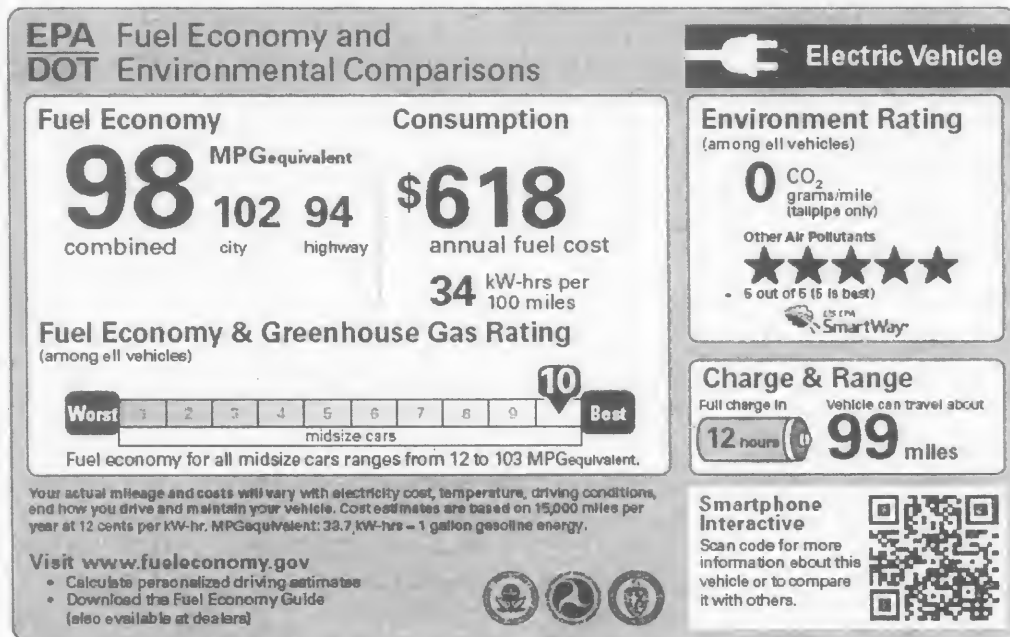 EPA Fuel Economy and
DOT Environmental Comparisons
Electric Vehicle
Fuel Economy
98
combined
MPGequivalent
102 94
city highway
Consumption
$618
annual fuel cost
34 kW-hrs per
100 miles
Fuel Economy & Greenhouse Gas Rating
(among ell vehicles)
10
Worst 1 2 3 4 5 6 7 8 9 Best
midsize cars
Fuel economy for all midsize cars ranges from 12 to 103 MPGequivalent.
Environment Rating
(among ell vehicles)
0 CO2
grams/mile
(tailpipe only)
Other Air Pollutants
5 out of 5 (5 is best)
US EPA
SmartWay
Charge & Range
Full charge in
12 hours
Vehicle can travel about
99 miles
Your actual mileage and costs will vary with electricity cost, temperature, driving conditions,
end how you drive and maintain your vehicle. Cost estimates are based on 15,000 miles per
year at 12 cents per kW-hr. MPGequivalent: 33.7 kW-hrs = 1 gallon gasoline energy.
Visit www.fueleconomy.gov
• Calculate personalized driving estimates
• Download the Fuel Economy Guide
(also available at dealers)
Smartphone
Interactive
Scan code for more
information about this
vehicle or to compare
it with others.